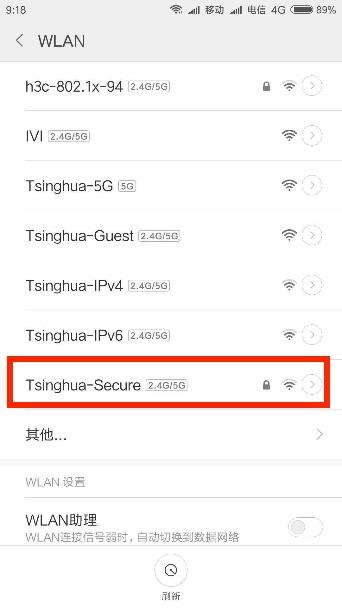 9:18 移动 电信 4G 89%
WLAN
h3c-802.1x-94 2.4G/5G
IVI 2.4G/5G
Tsinghua-5G 5G
Tsinghua-Guest 2.4G/5G
Tsinghua-IPv4 2.4G/5G
Tsinghua-IPv6 2.4G/5G
Tsinghua-Secure 2.4G/5G
其他...
WLAN 设置
WLAN助理
WLAN连接信号弱时，自动切换到数据网络
刷新